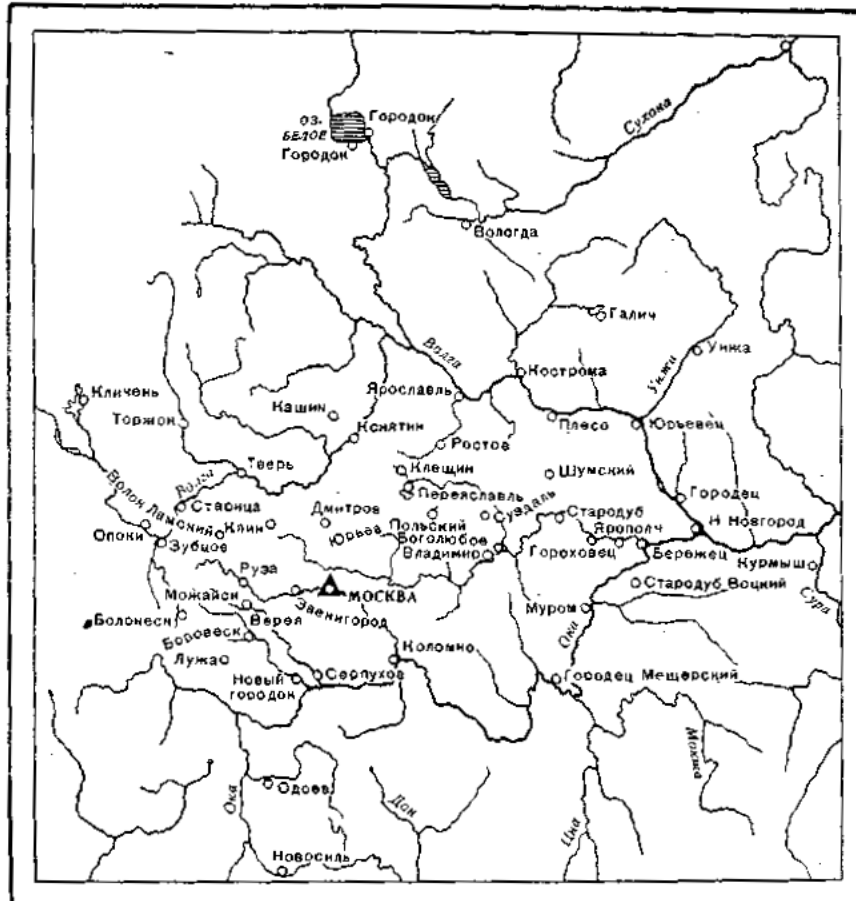 Сухона
ОЗ.
БЕЛОЕ
Городок
Городок
Вологда
Галич
Унжа
Волга
Кострома
Унжа
Кличень
Торжок
Кашин
Ярославль
Кснятин
Плесо
Юрьевец
Ростов
Тверь
Клещин
Шумский
Волга
Волок Ламский
Старица
Переяславль
Городец
Опоки
Зубцов
Клин
Дмитров
Юрьев
Польский
Суздаль
Стародуб
Ярополч
Н Новгород
Боголюбов
Владимир
Гороховец
Бережец
Курмыш
Руза
МОСКВА
Стародуб Воцкий
Можайск
Звенигород
Муром
Сура
Болонеск
Верея
Боровеск
Ока
Коломно
Лужа
Новый
городок
Серпухов
Городец Мещерский
Мокша
Ока
Одоев
Дон
Цна
Новосиль